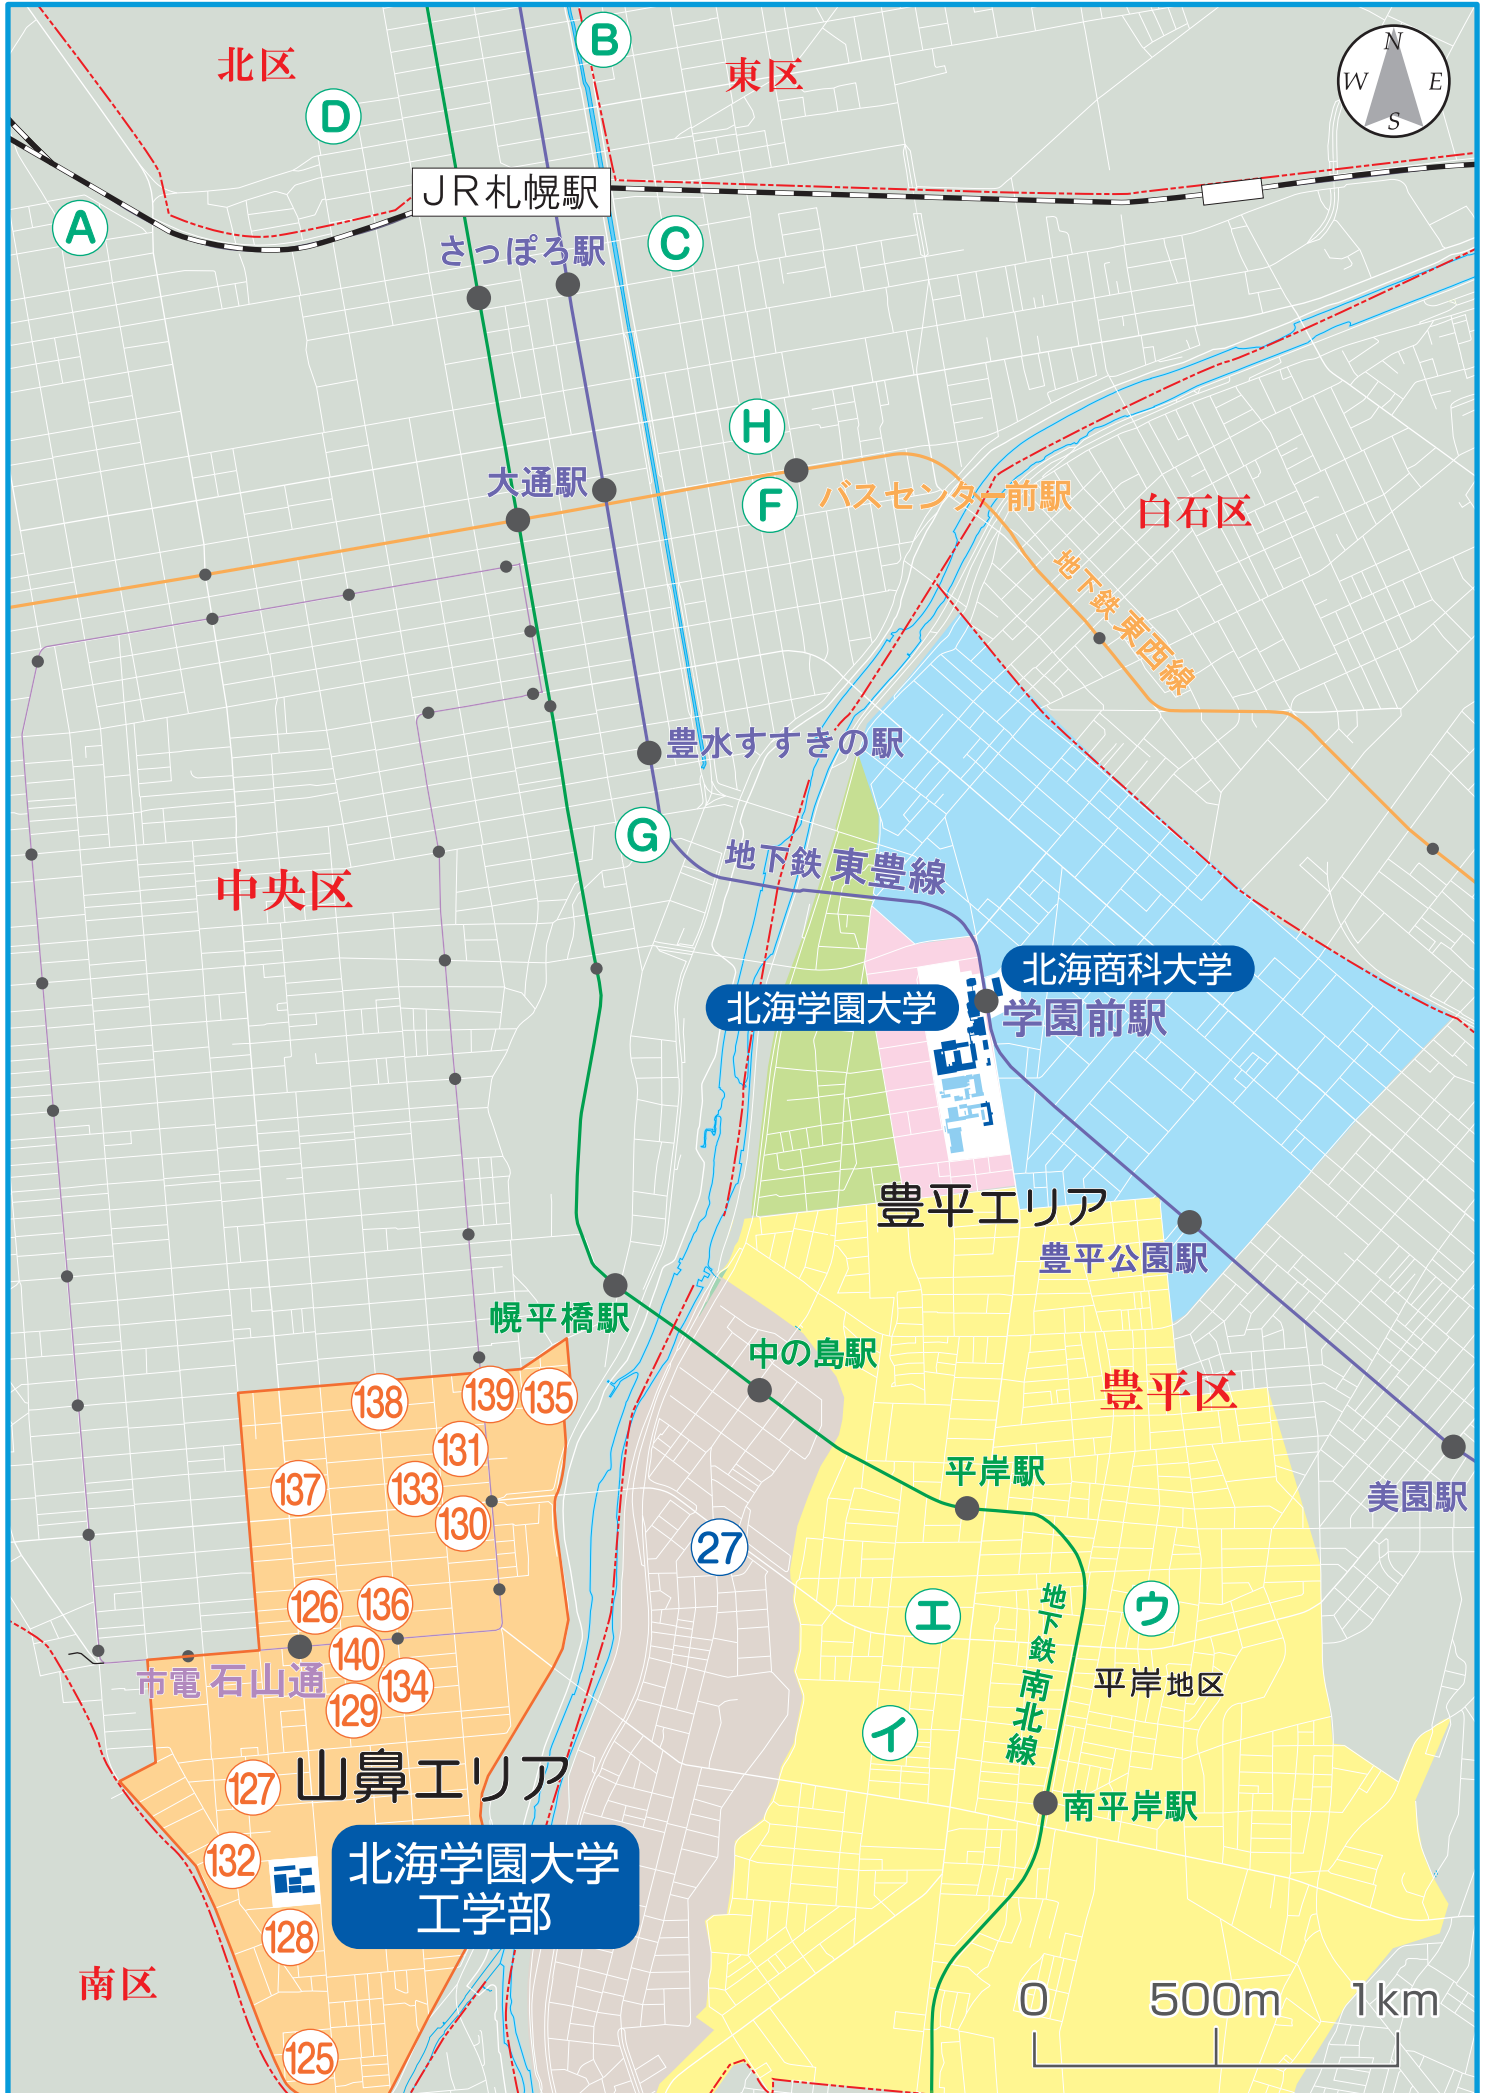 B
北区
東区
N
W
E
S
D
JR札幌駅
A
C
さっぽろ駅
H
大通駅
F
バスセンター前駅
白石区
地下鉄 東西線
豊水すすきの駅
G
地下鉄 東豊線
中央区
北海商科大学
北海学園大学
学園前駅
豊平エリア
豊平公園駅
幌平橋駅
中の島駅
豊平区
138
139
135
131
平岸駅
137
133
美園駅
130
27
126
136
エ
地下鉄 南北線
ウ
140
市電 石山通
134
平岸地区
129
イ
山鼻エリア
127
南平岸駅
132
北海学園大学
工学部
128
南区
0
500m
1km
125